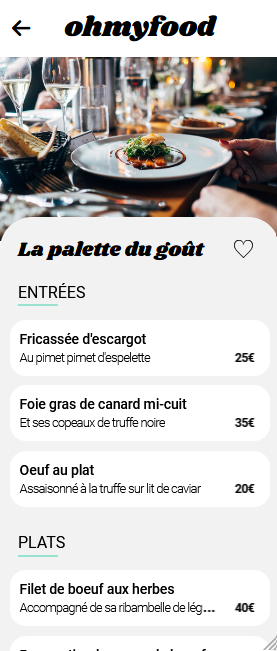 ohmyfood
La palette du goût
ENTRÉES
Fricassée d'escargot
Au pimet pimet d'espelette 25€
Foie gras de canard mi-cuit
Et ses copeaux de truffe noire 35€
Oeuf au plat
Assaisonné à la truffe sur lit de caviar 20€
PLATS
Filet de boeuf aux herbes
Accompagné de sa ribambelle de lég... 40€